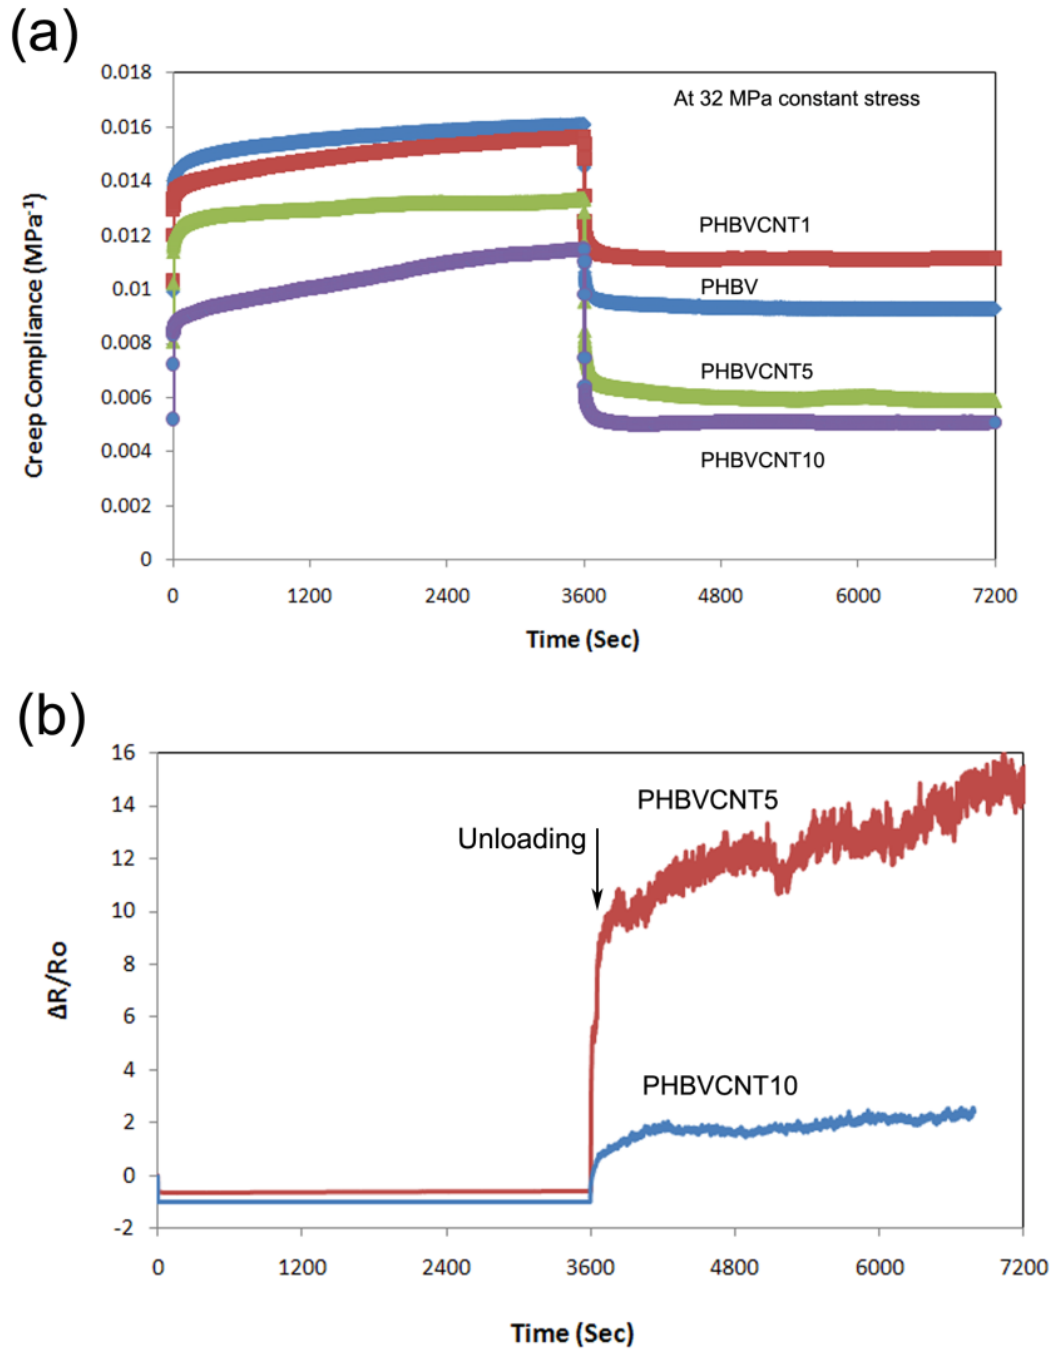 (a)
0.018
At 32 MPa constant stress
0.016
0.014
0.012
PHBVCNT1
0.01
PHBV
0.008
PHBVCNT5
0.006
PHBVCNT10
0.004
0.002
0
Creep Compliance (MPa⁻¹)
0 1200 2400 3600 4800 6000 7200
Time (Sec)
(b)
16
PHBVCNT5
14
Unloading
12
10
8
6
4
PHBVCNT10
2
0
-2
ΔR/Ro
0 1200 2400 3600 4800 6000 7200
Time (Sec)